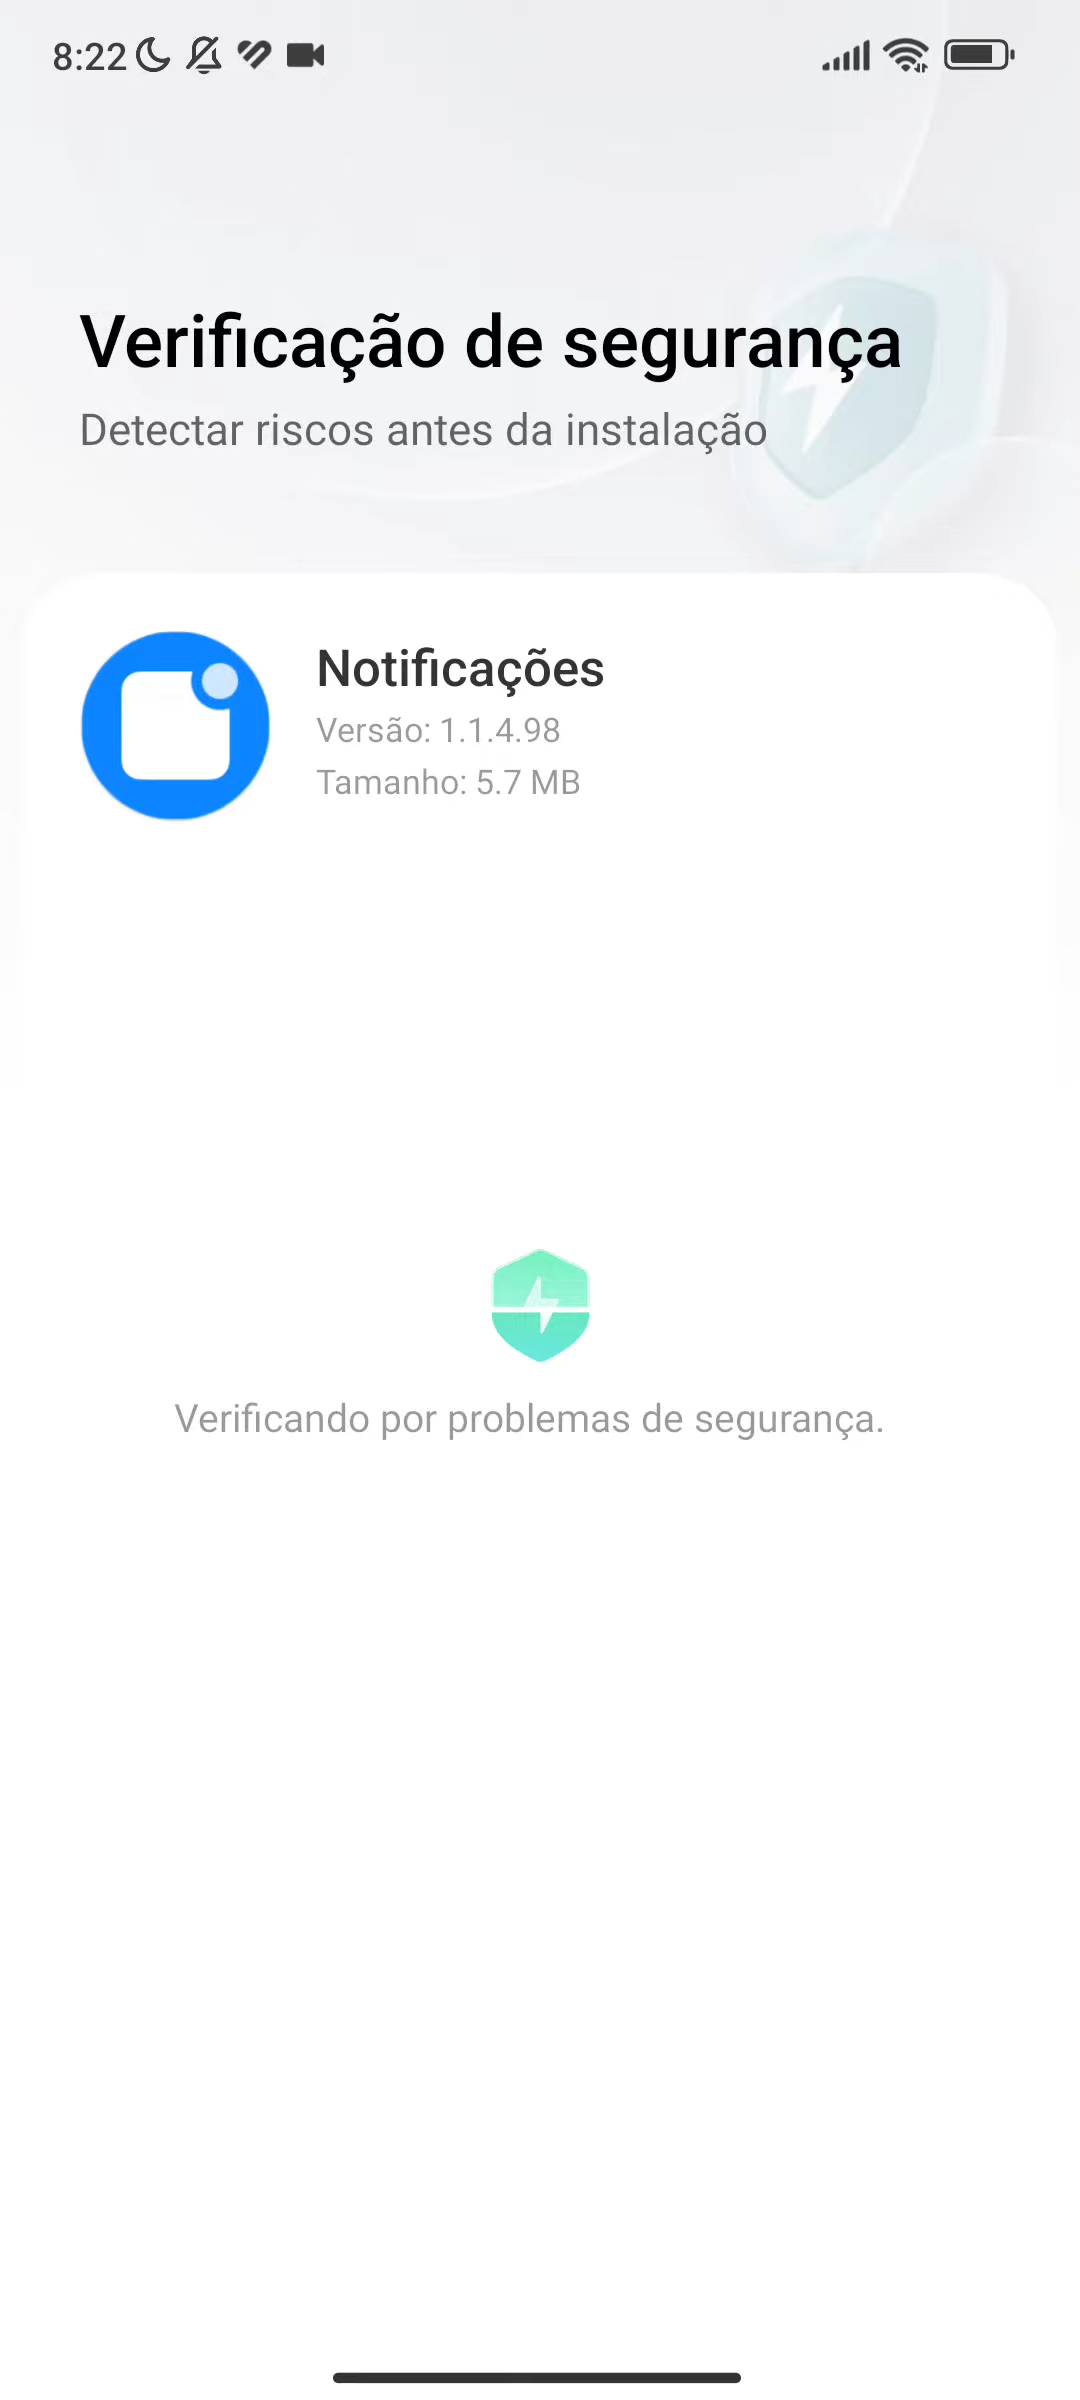 8:22
Verificação de segurança
Detectar riscos antes da instalação
Notificações
Versão: 1.1.4.98
Tamanho: 5.7 MB
Verificando por problemas de segurança.